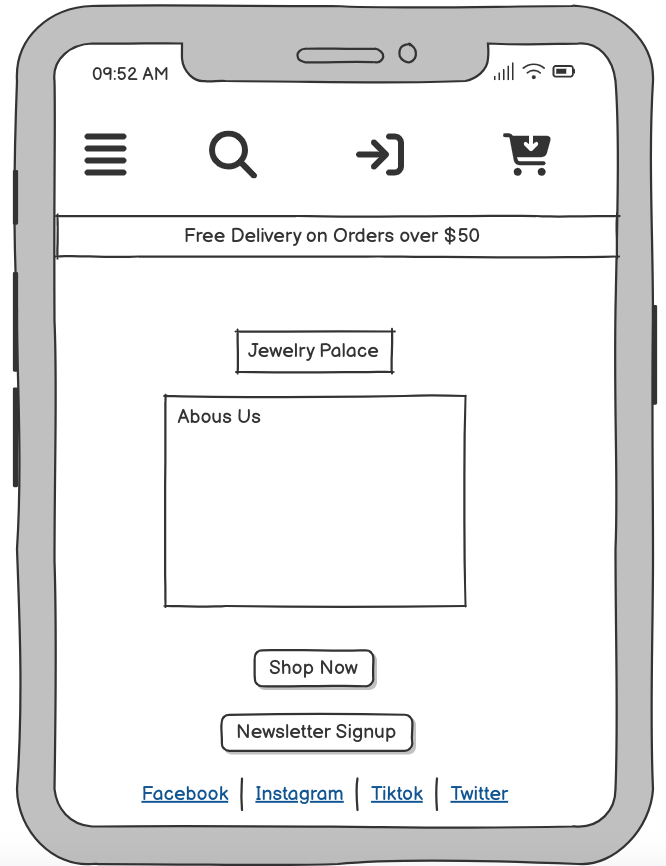 09:52 AM
Free Delivery on Orders over $50
Jewelry Palace
Abous Us
Shop Now
Newsletter Signup
Facebook | Instagram | Tiktok | Twitter